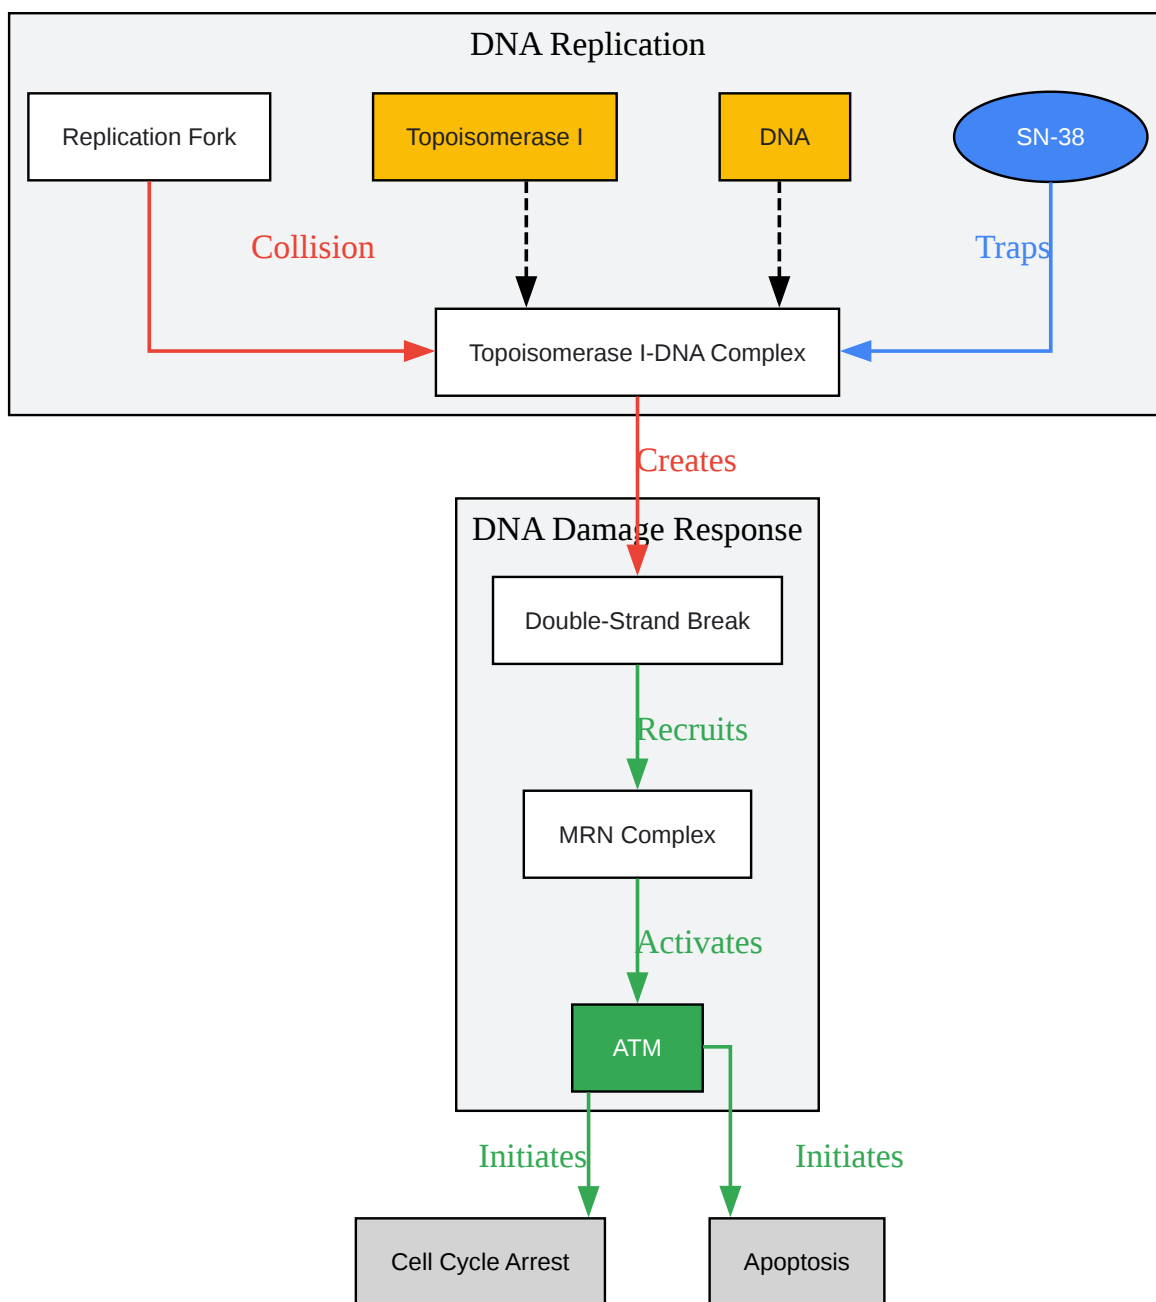 DNA Replication
Replication Fork
Topoisomerase I
DNA
SN-38
Collision
Traps
Topoisomerase I-DNA Complex
Creates
DNA Damage Response
Double-Strand Break
Recruits
MRN Complex
Activates
ATM
Initiates
Initiates
Cell Cycle Arrest
Apoptosis